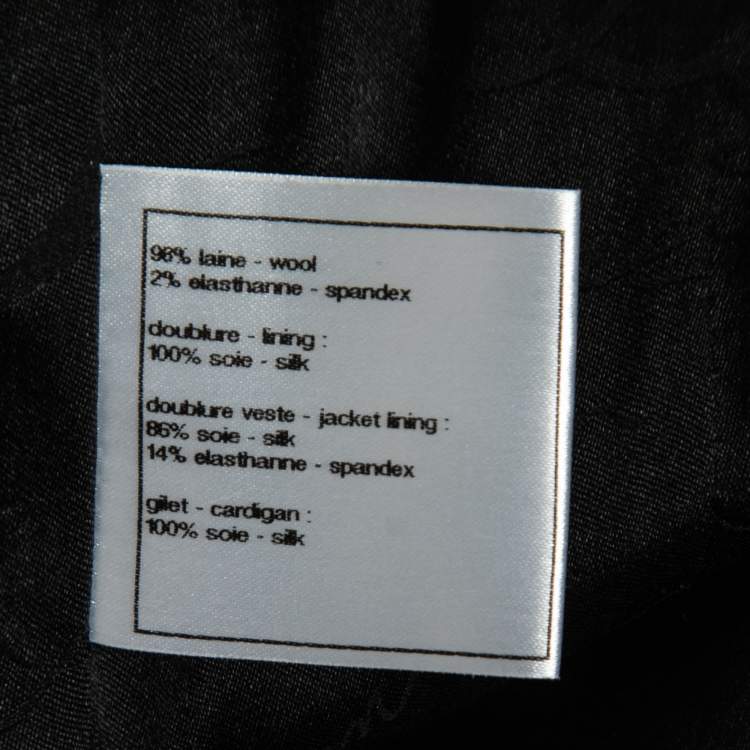 98% laine - wool
2% elasthanne - spandex
doublure - lining :
100% soie - silk
doublure veste - jacket lining :
86% soie - silk
14% elasthanne - spandex
gilet - cardigan :
100% soie - silk